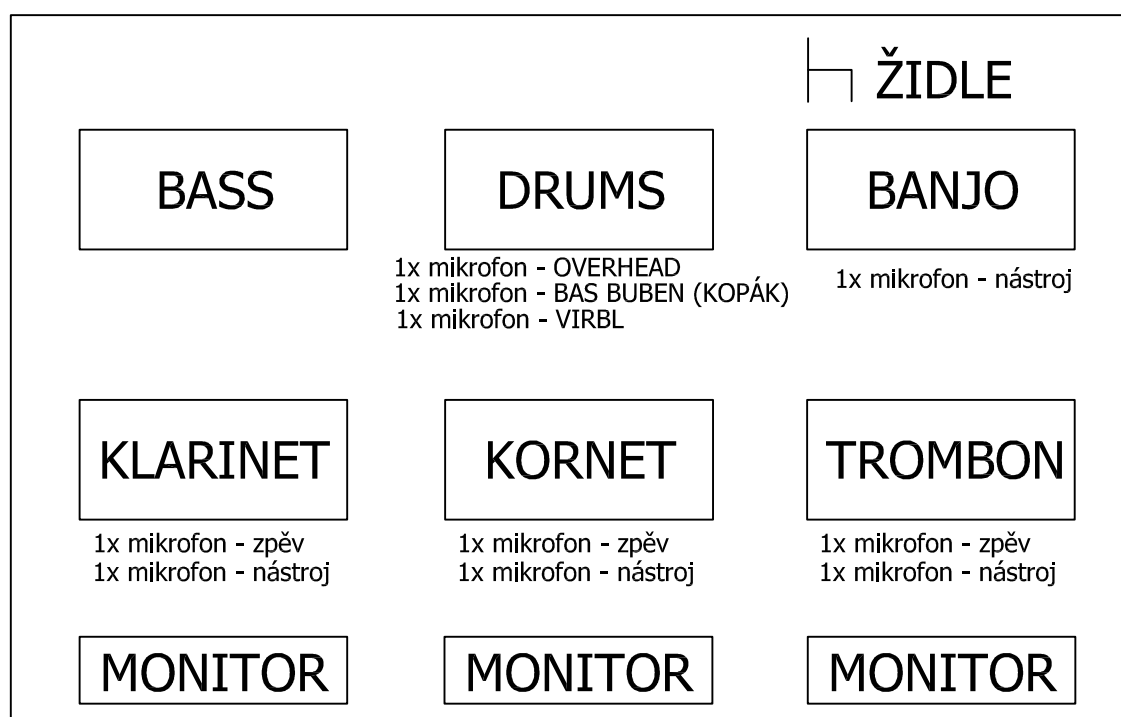 ŽIDLE
BASS
DRUMS
BANJO
1x mikrofon - OVERHEAD
1x mikrofon - BAS BUBEN (KOPÁK)
1x mikrofon - VIRBL
1x mikrofon - nástroj
KLARINET
KORNET
TROMBON
1x mikrofon - zpěv
1x mikrofon - nástroj
1x mikrofon - zpěv
1x mikrofon - nástroj
1x mikrofon - zpěv
1x mikrofon - nástroj
MONITOR
MONITOR
MONITOR